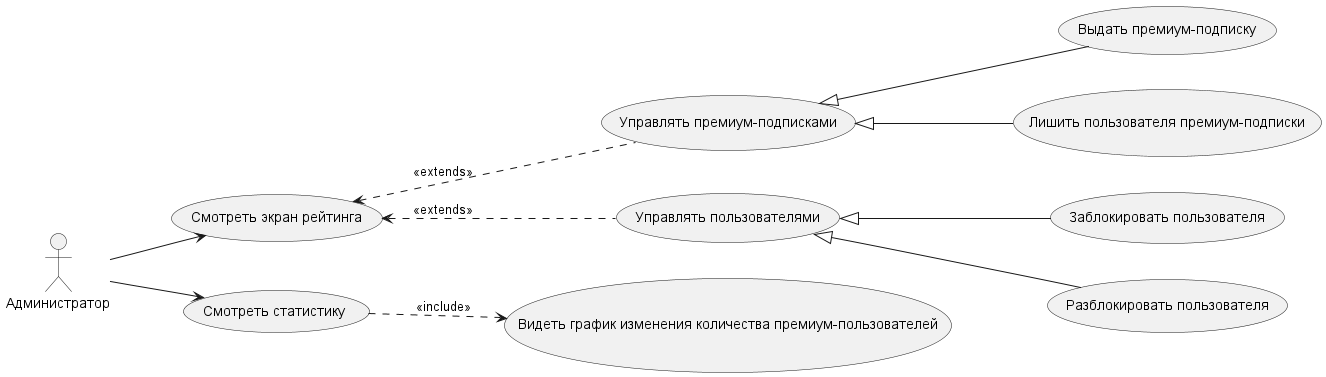 Выдать премиум-подписку
Управлять премиум-подписками
Лишить пользователя премиум-подписки
«extends»
«extends»
Смотреть экран рейтинга
Управлять пользователями
Заблокировать пользователя
Администратор
Смотреть статистику
«include»
Видеть график изменения количества премиум-пользователей
Разблокировать пользователя